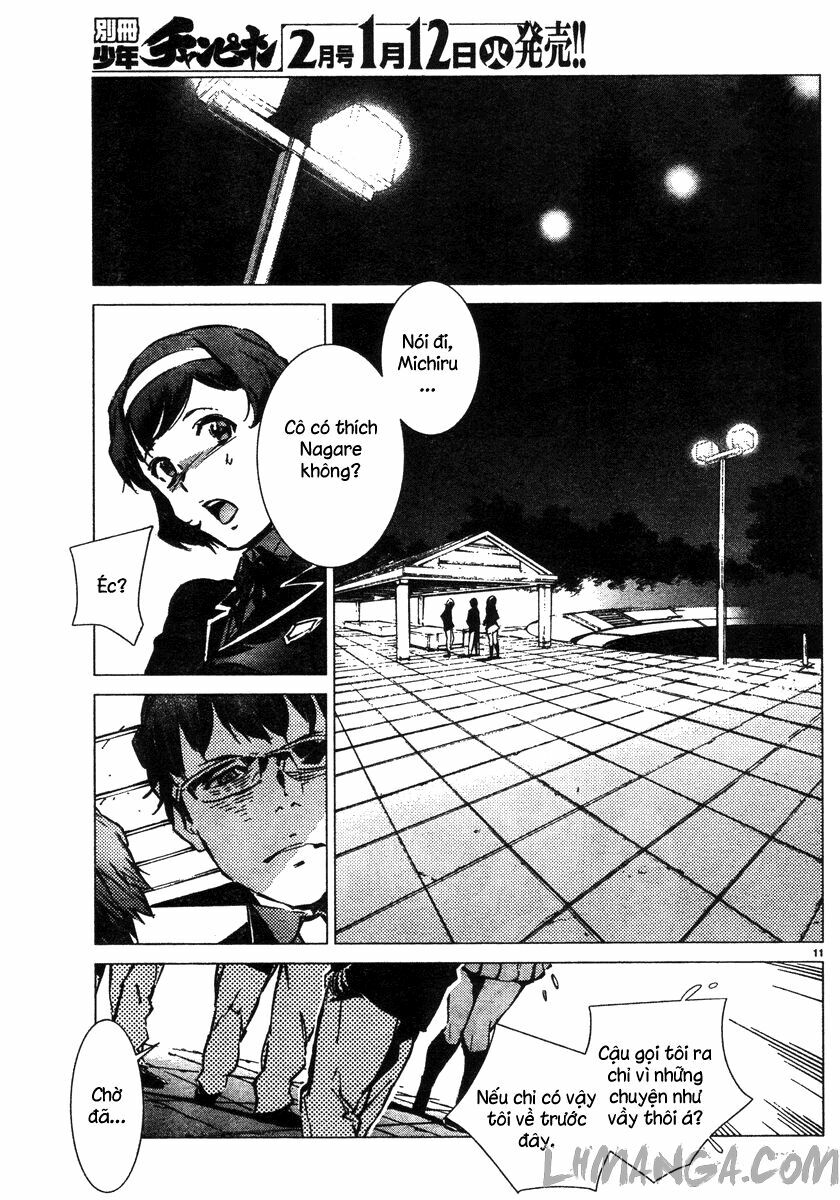 別冊
少年
チャンピオン
2月号1月12日火発売!!
Nói đi,
Michiru
...
Cô có thích
Nagare
không?
Éc?
11
Cậu gọi tôi ra
chỉ vì những
chuyện như
vầy thôi á?
Nếu chỉ có vậy
tôi về trước
đây.
Chờ
đã...
LHMANGA.COM